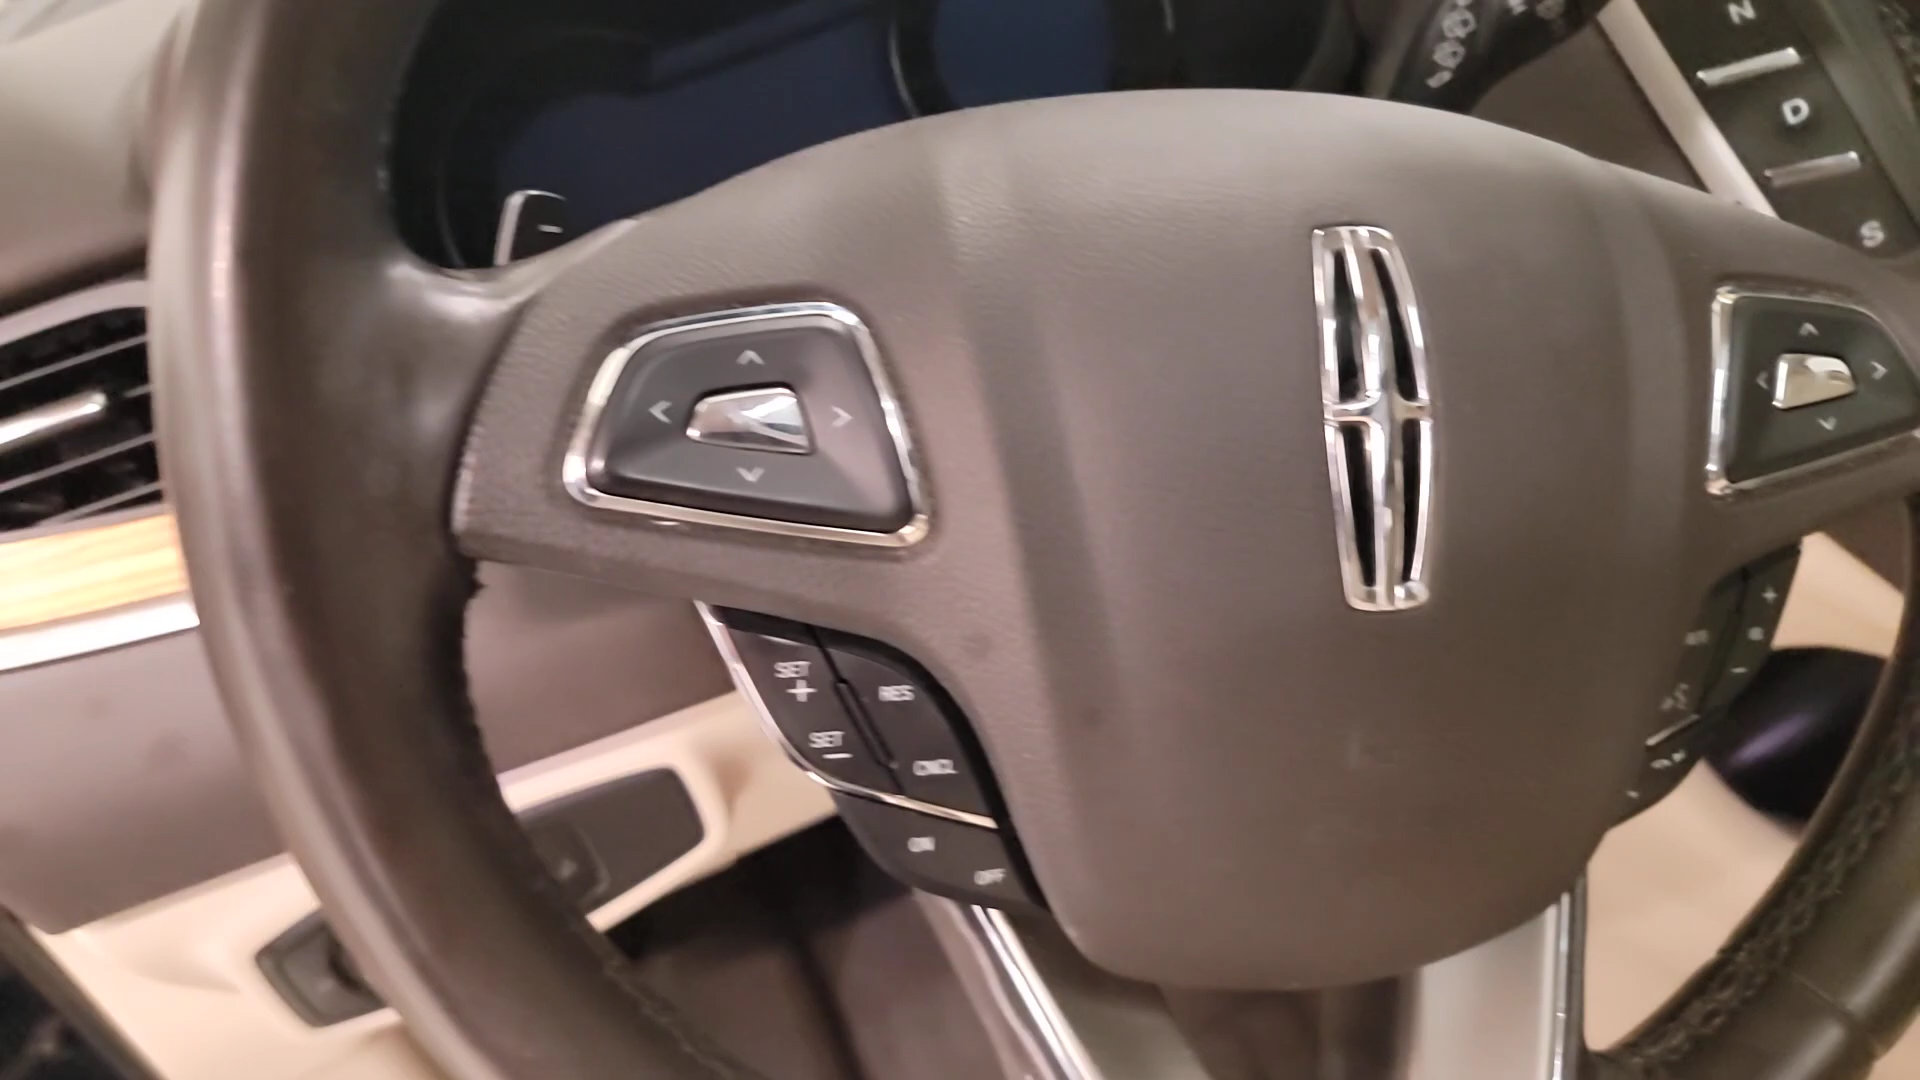 N
D
S
SET
+
RES
SET
−
CNCL
ON
OFF